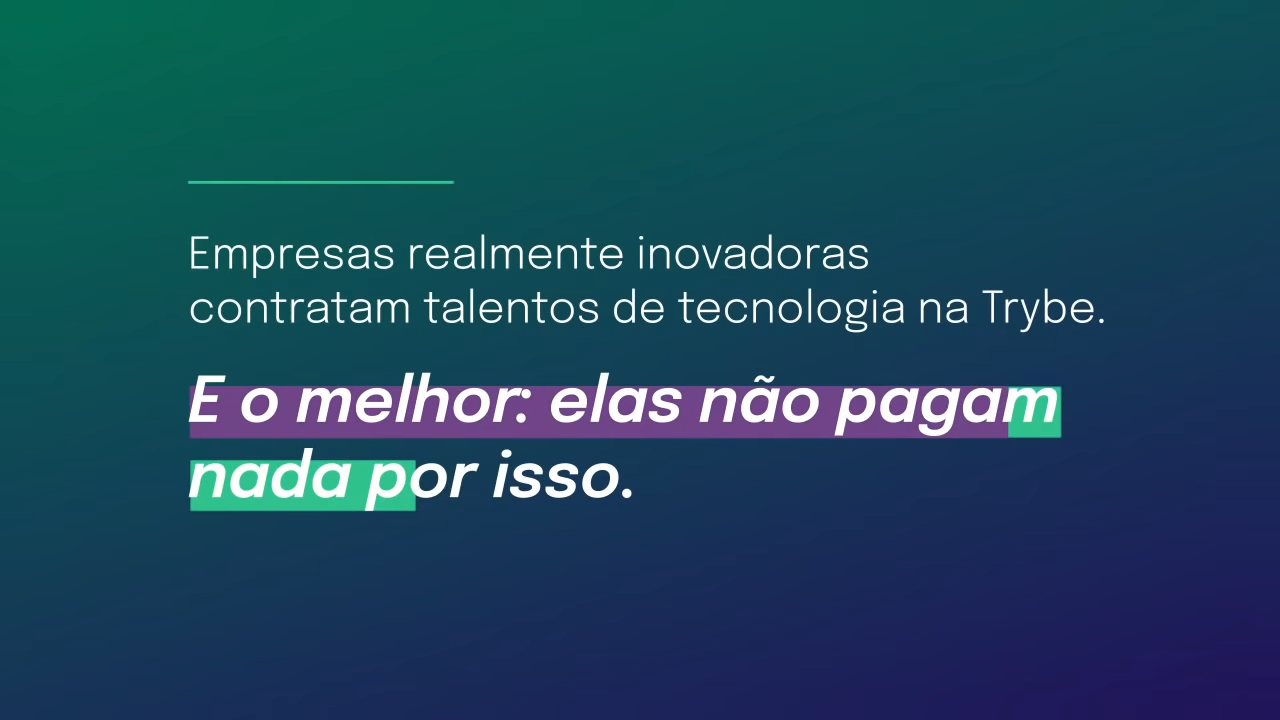 Empresas realmente inovadoras
contratam talentos de tecnologia na Trybe.
E o melhor: elas não pagam
nada por isso.